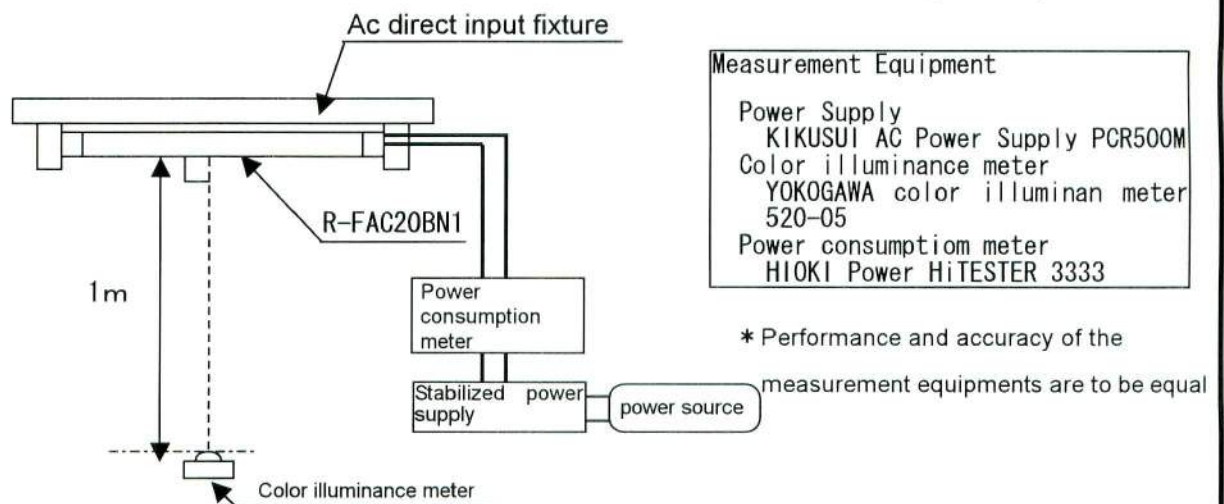 Ac direct input fixture
Measurement Equipment
Power Supply
KIKUSUI AC Power Supply PCR500M
Color illuminance meter
YOKOGAWA color illuminan meter
520-05
Power consumptiom meter
HIOKI Power HiTESTER 3333
R-FAC20BN1
1m
Power
consumption
meter
* Performance and accuracy of the
measurement equipments are to be equal
Stabilized power
supply
power source
Color illuminance meter